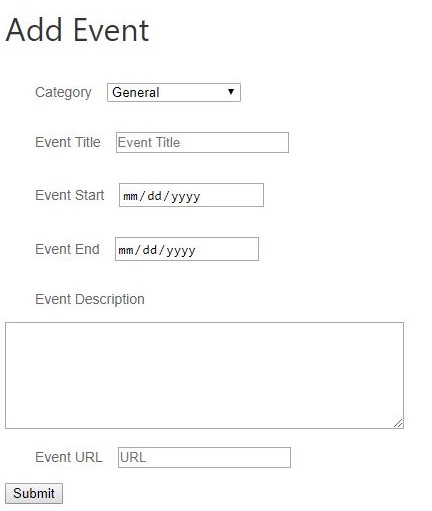 Add Event
Category General
Event Title Event Title
Event Start mm/dd/yyyy
Event End mm/dd/yyyy
Event Description
Event URL URL
Submit